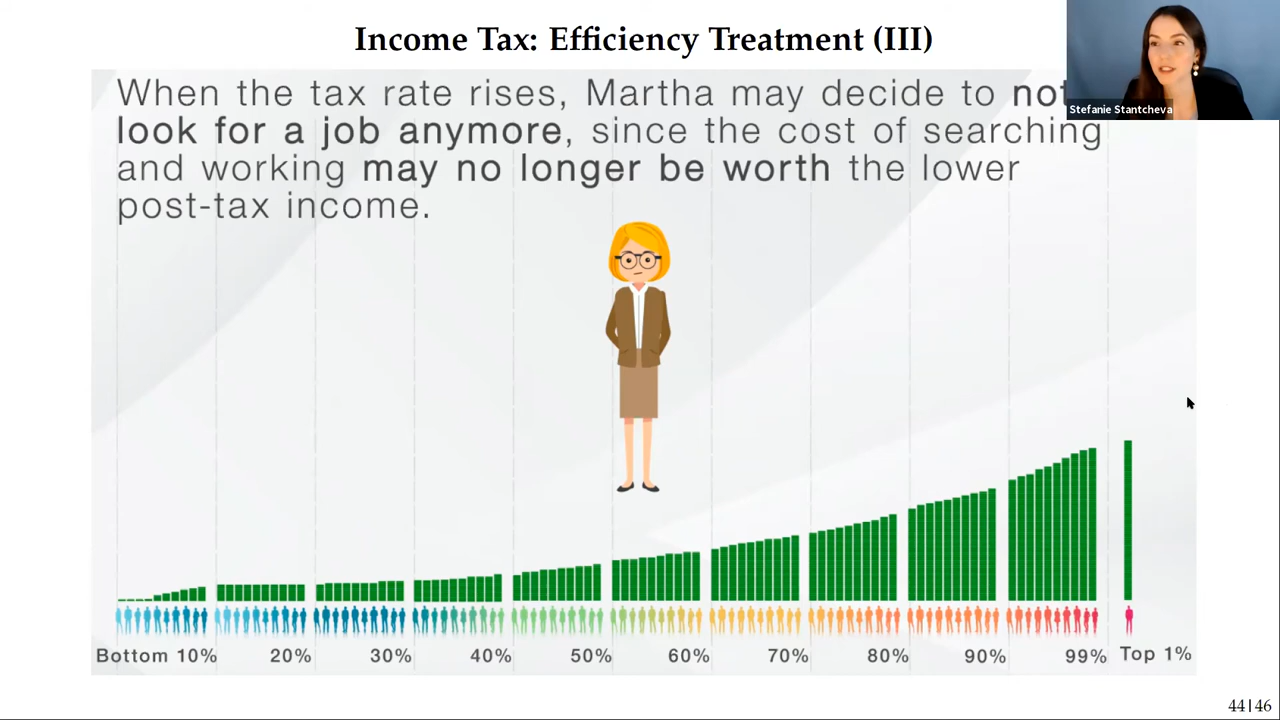 Income Tax: Efficiency Treatment (III)
Stefanie Stantcheva
When the tax rate rises, Martha may decide to not
look for a job anymore, since the cost of searching
and working may no longer be worth the lower
post-tax income.
Bottom 10% 20% 30% 40% 50% 60% 70% 80% 90% 99% Top 1%
44|46